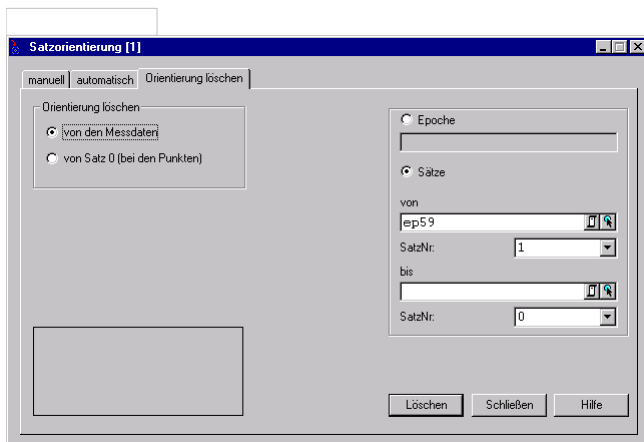 Satzorientierung [1]
manuell automatisch Orientierung löschen
Orientierung löschen
von den Messdaten
von Satz 0 (bei den Punkten)
Epoche
Sätze
von
ep59
SatzNr: 1
bis
SatzNr: 0
Löschen Schließen Hilfe